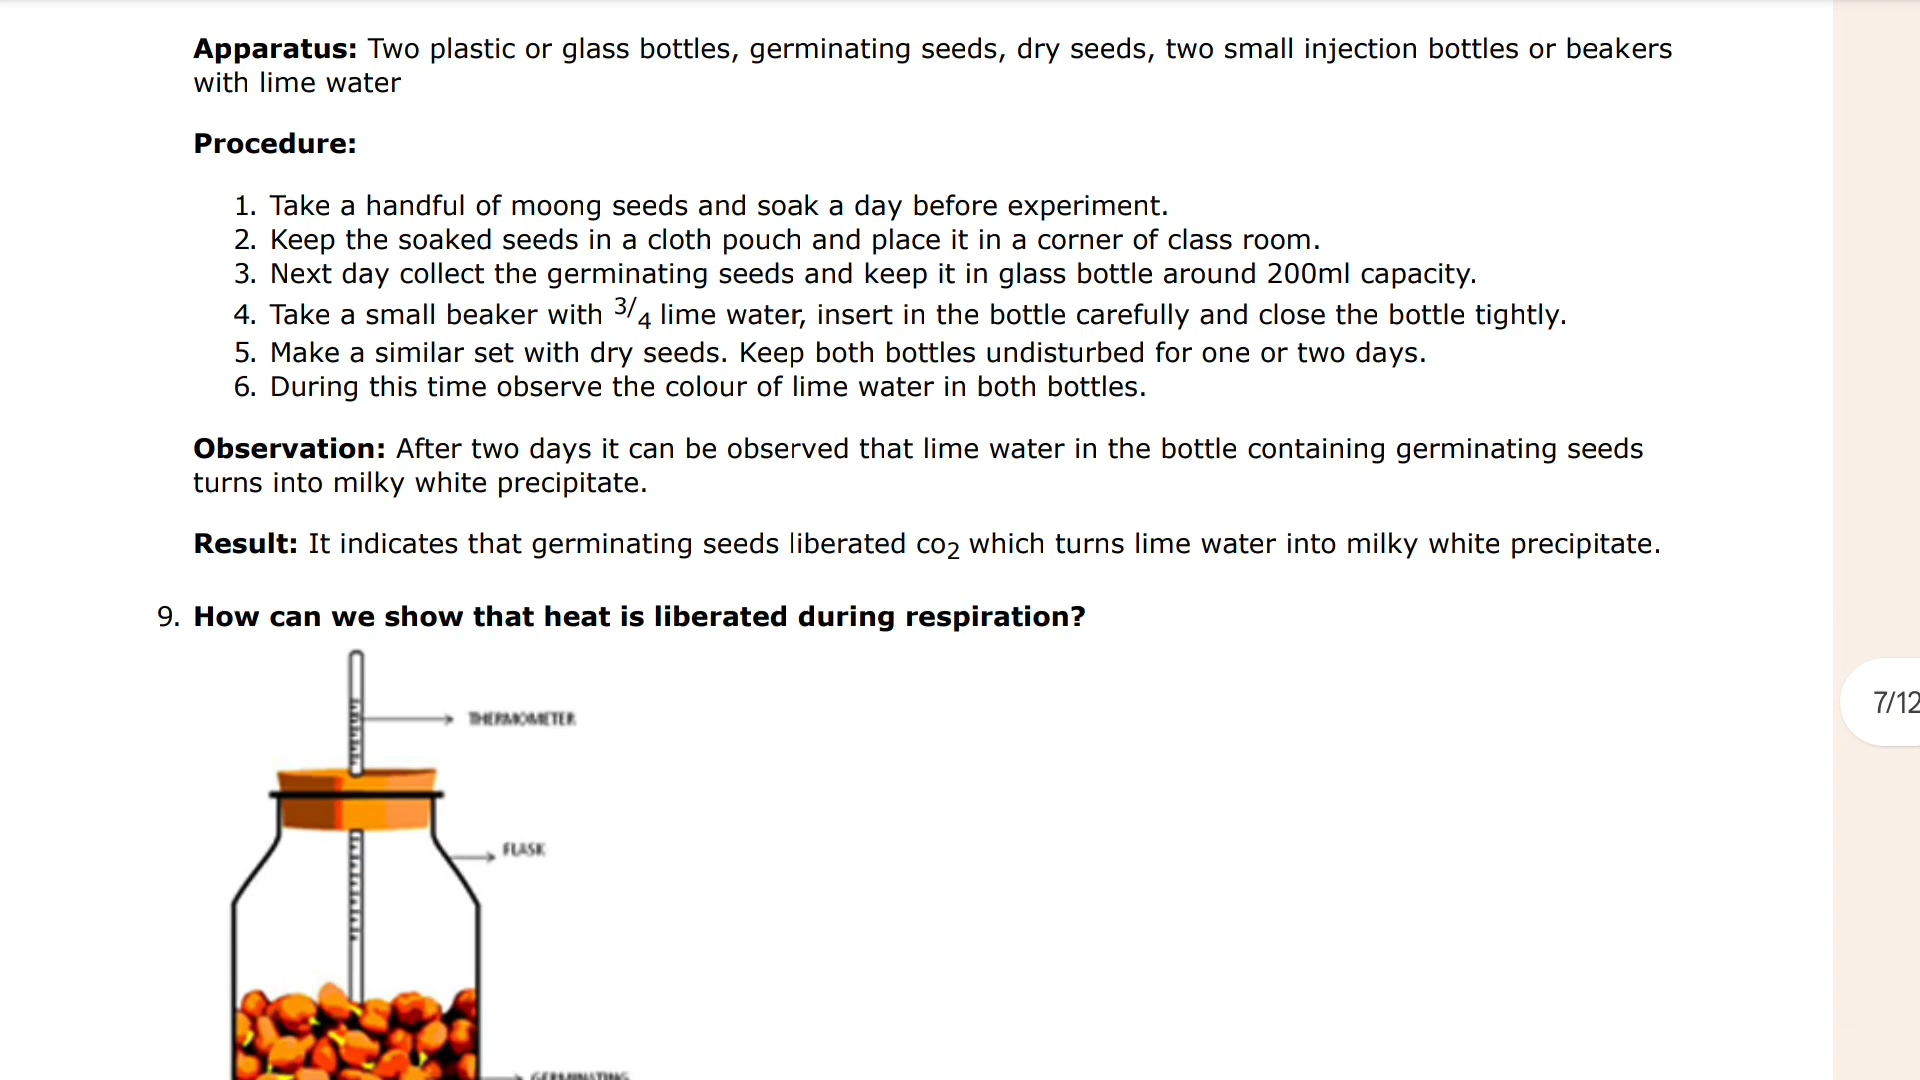 Apparatus: Two plastic or glass bottles, germinating seeds, dry seeds, two small injection bottles or beakers
with lime water
Procedure:
1. Take a handful of moong seeds and soak a day before experiment.
2. Keep the soaked seeds in a cloth pouch and place it in a corner of class room.
3. Next day collect the germinating seeds and keep it in glass bottle around 200ml capacity.
4. Take a small beaker with 3/4 lime water, insert in the bottle carefully and close the bottle tightly.
5. Make a similar set with dry seeds. Keep both bottles undisturbed for one or two days.
6. During this time observe the colour of lime water in both bottles.
Observation: After two days it can be observed that lime water in the bottle containing germinating seeds
turns into milky white precipitate.
Result: It indicates that germinating seeds liberated co₂ which turns lime water into milky white precipitate.
9. How can we show that heat is liberated during respiration?
7/12
THERMOMETER
FLASK
GERMINATING